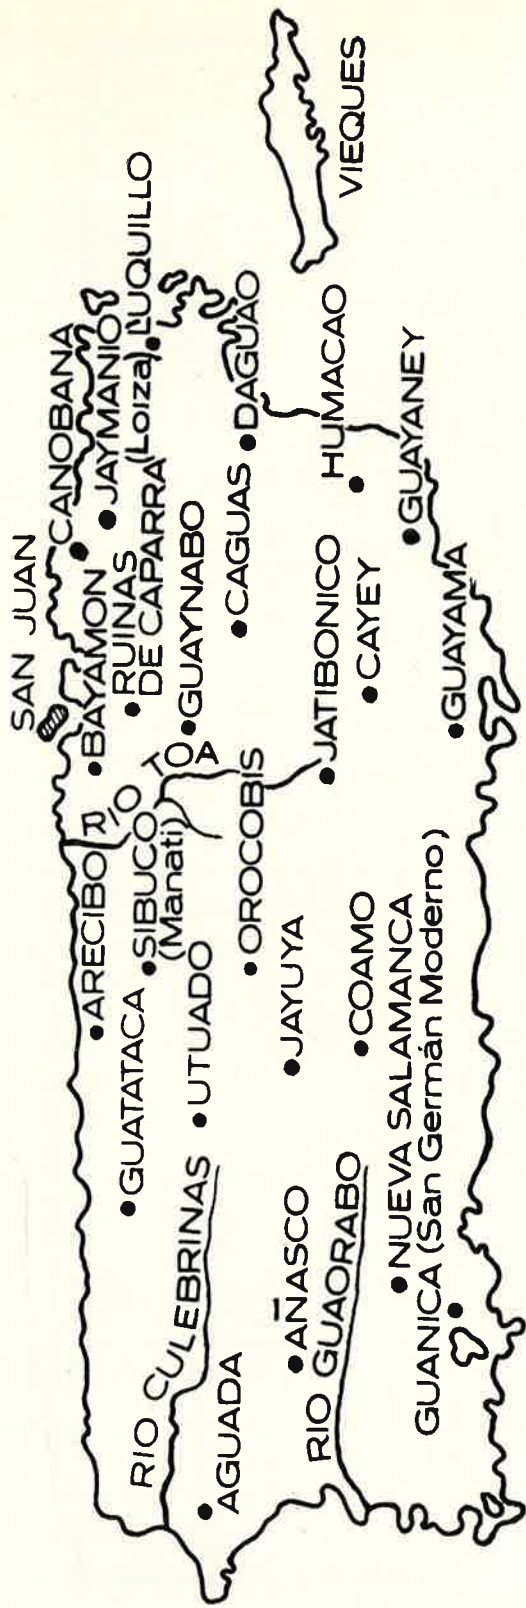 SAN JUAN
CANOBANA
BAYAMON
JAYMANIO
(Loiza)
LUQUILLO
RUINAS
DE CAPARRA
ARECIBO
RIO TOA
GUATATACA
SIBUCO
(Manati)
GUAYNABO
UTUADO
CAGUAS
DAGUAO
VIEQUES
RIO CULEBRINAS
AGUADA
OROCOBIS
JAYUYA
JATIBONICO
HUMACAO
AÑASCO
RIO GUAORABO
COAMO
CAYEY
GUAYANEY
NUEVA SALAMANCA
(San Germán Moderno)
GUANICA
GUAYAMA